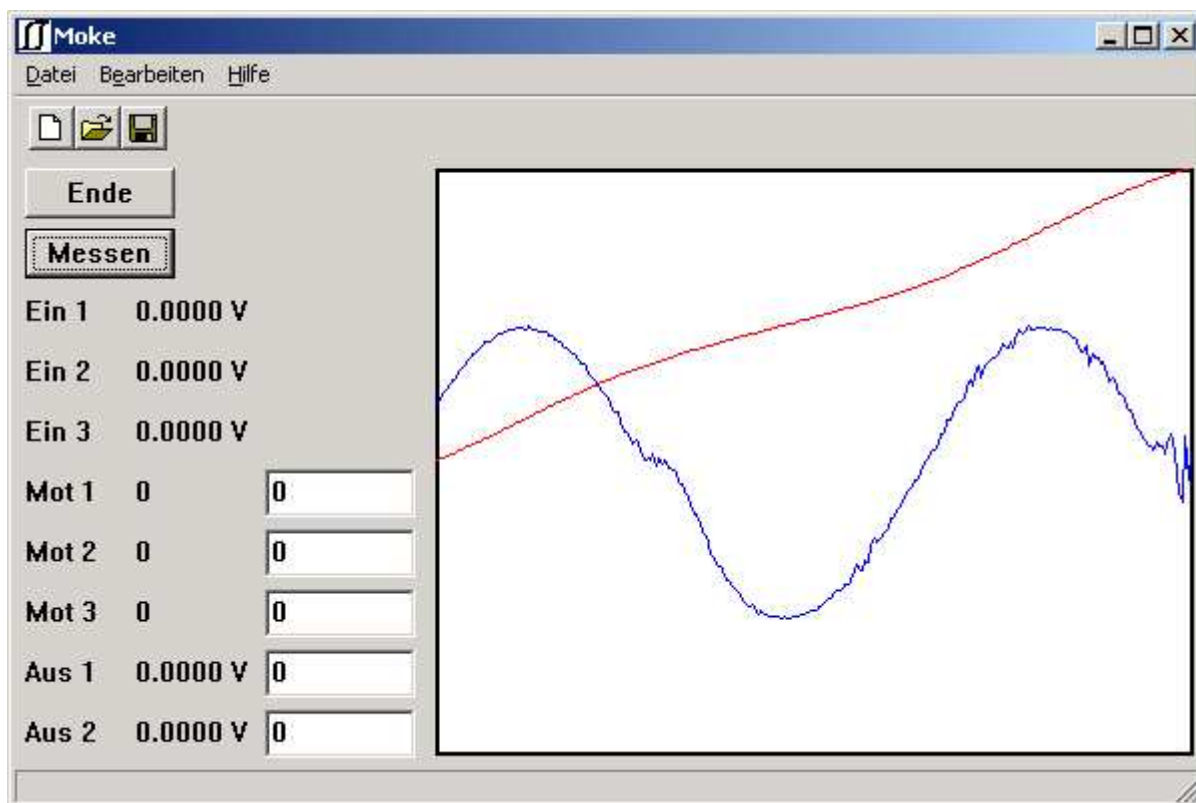 Moke
Datei Bearbeiten Hilfe
Ende
Messen
Ein 1 0.0000 V
Ein 2 0.0000 V
Ein 3 0.0000 V
Mot 1 0 0
Mot 2 0 0
Mot 3 0 0
Aus 1 0.0000 V 0
Aus 2 0.0000 V 0